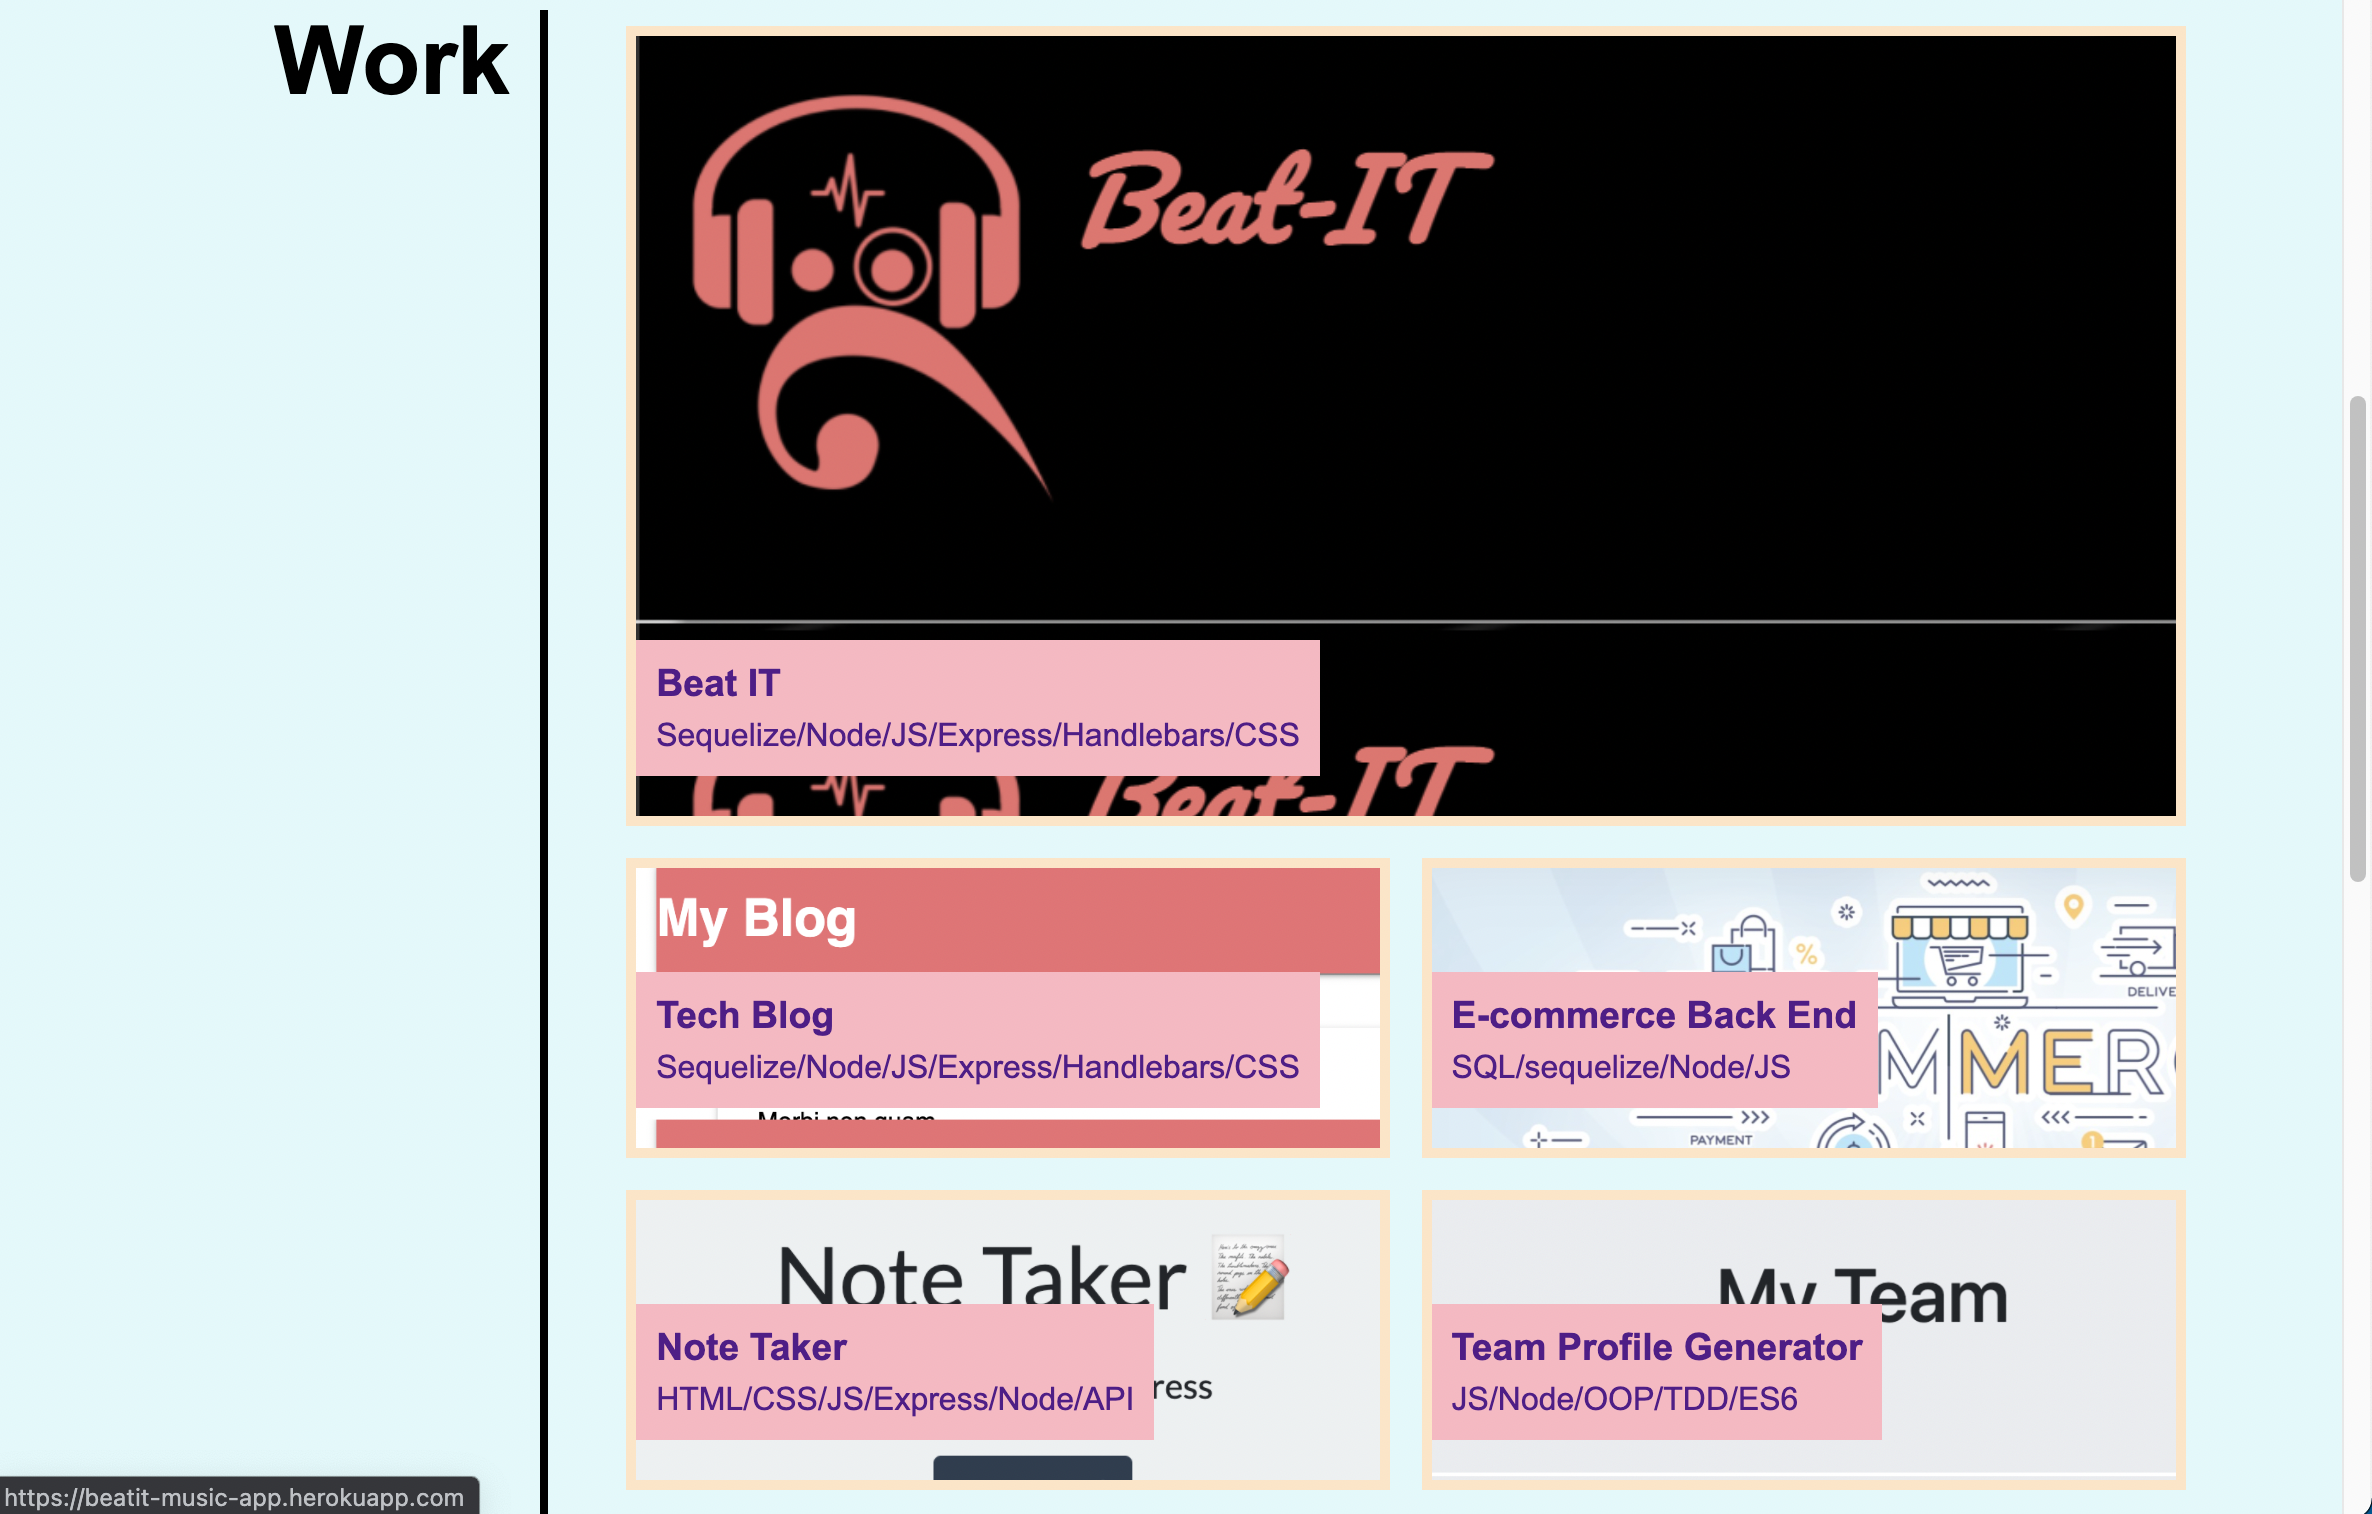 Work
Beat-IT
Beat IT
Sequelize/Node/JS/Express/Handlebars/CSS
Beat-IT
My Blog
Tech Blog
Sequelize/Node/JS/Express/Handlebars/CSS
Morbi non quam
DELIVE
E-commerce Back End
SQL/sequelize/Node/JS
MMERC
PAYMENT
Note Taker
Note Taker
HTML/CSS/JS/Express/Node/API
ress
My Team
Team Profile Generator
JS/Node/OOP/TDD/ES6
https://beatit-music-app.herokuapp.com